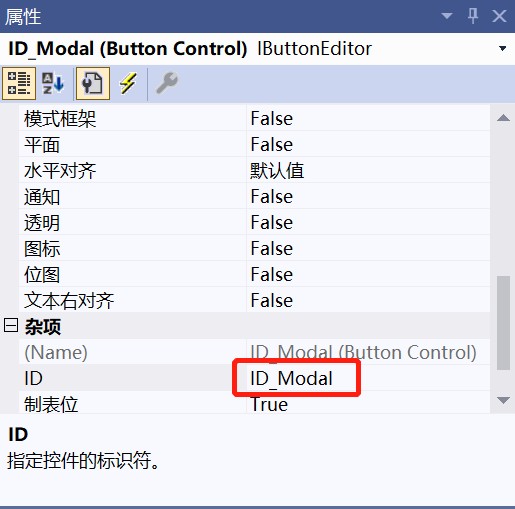 属性
ID_Modal (Button Control) IButtonEditor
模式框架 False
平面 False
水平对齐 默认值
通知 False
透明 False
图标 False
位图 False
文本右对齐 False
杂项
(Name) ID_Modal (Button Control)
ID ID_Modal
制表位 True
ID
指定控件的标识符。